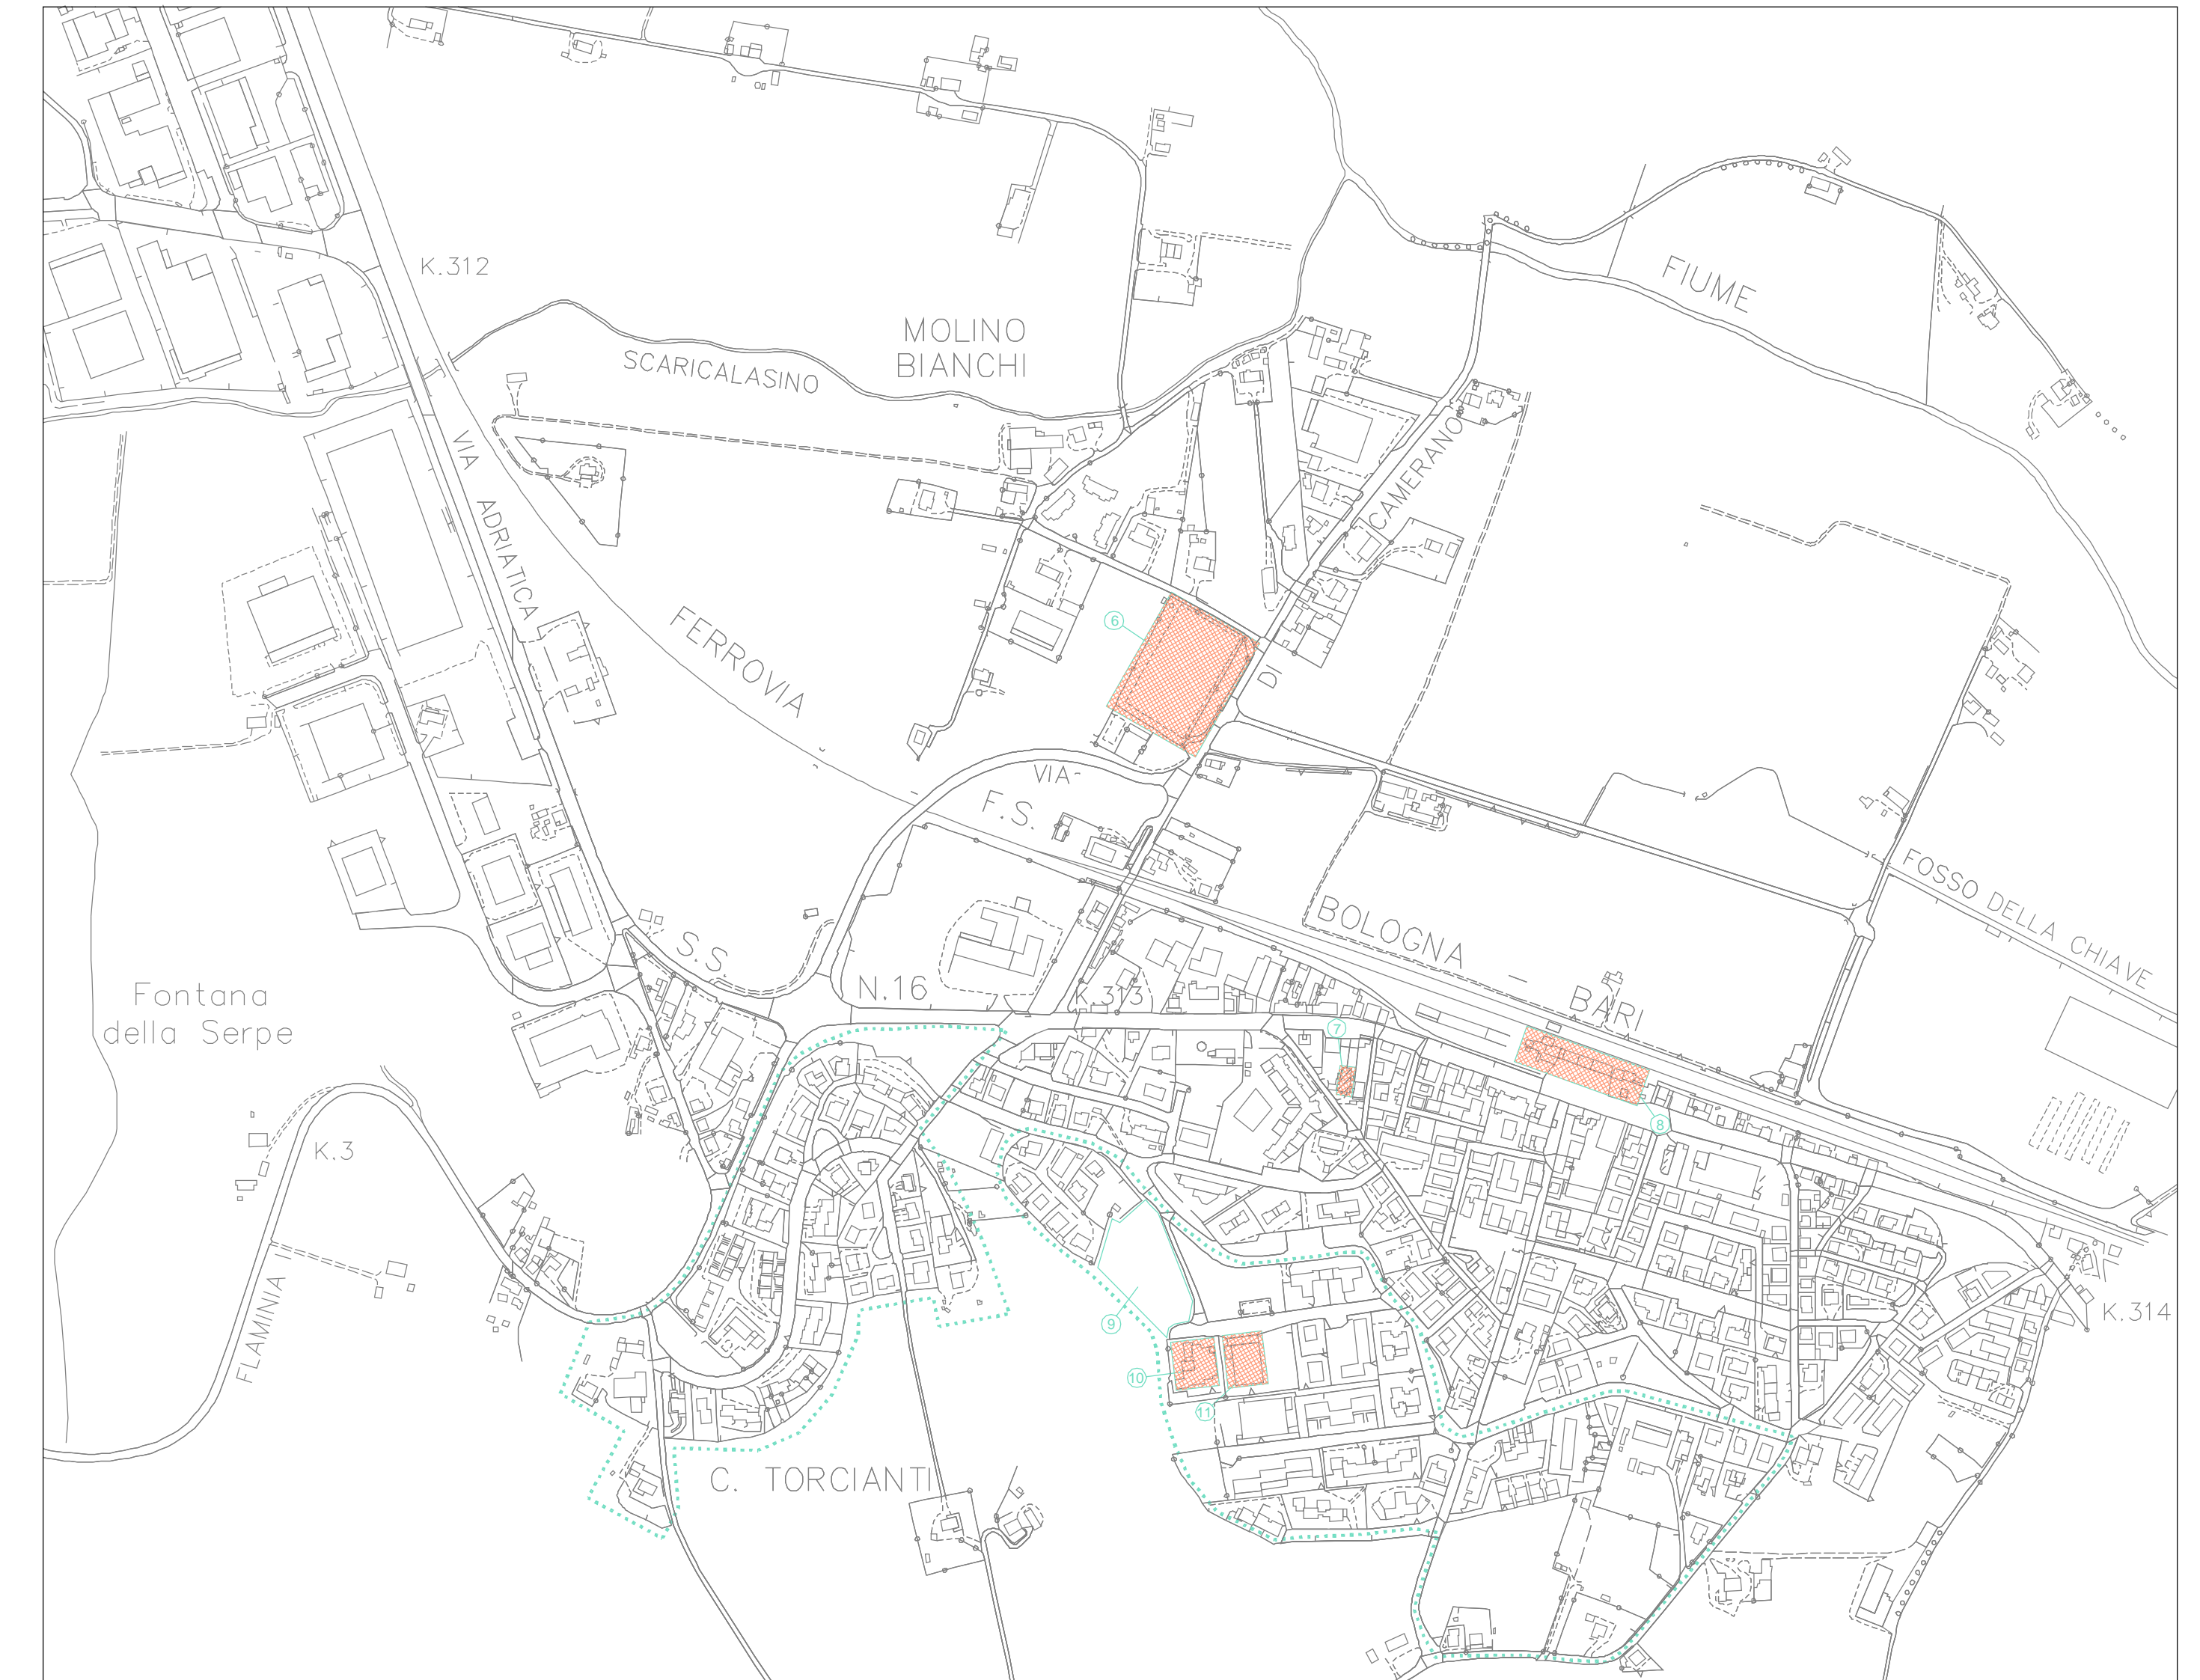 K.312
FIUME
MOLINO
BIANCHI
SCARICALASINO
VIA ADRIATICA
CAMERANO
DI
VIA
FERROVIA
F.S.
BOLOGNA - BARI
FOSSO DELLA CHIAVE
S.S.
N.16
K.313
Fontana
della Serpe
K.3
FLAMINIA
K.314
C. TORCIANTI
6
7
8
9
10
11